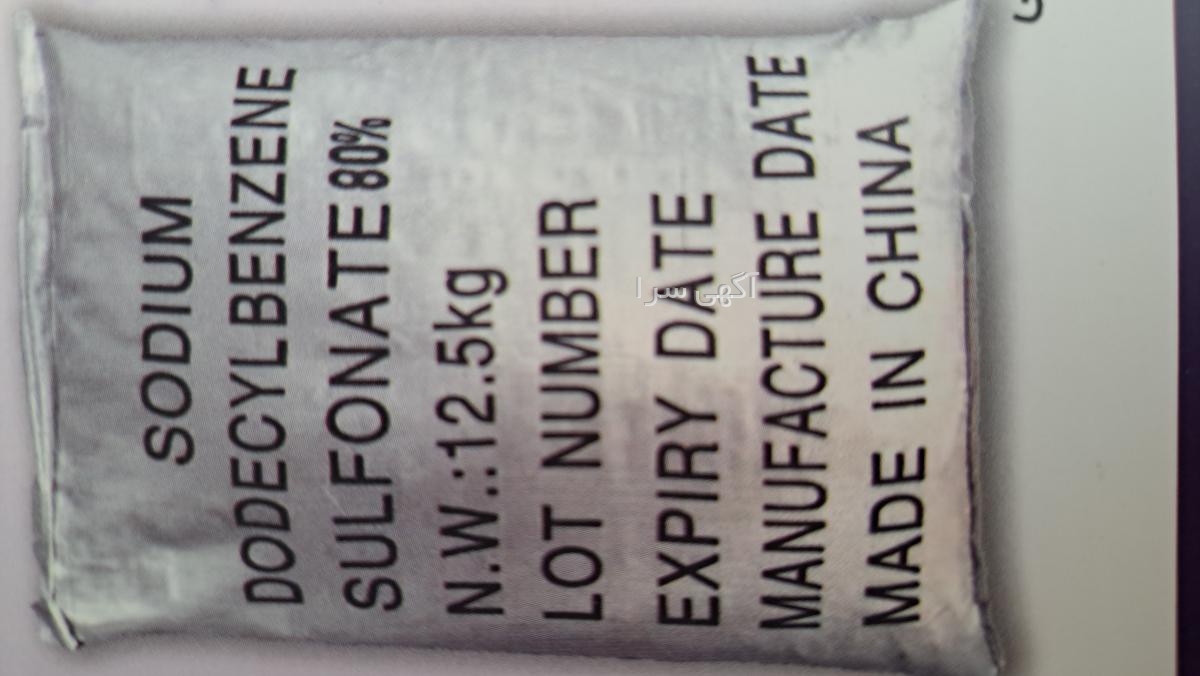 SODIUM
DODECYLBENZENE
SULFONATE 80%
N.W.:12.5kg
LOT NUMBER
EXPIRY DATE
MANUFACTURE DATE
MADE IN CHINA
آگهی سرا